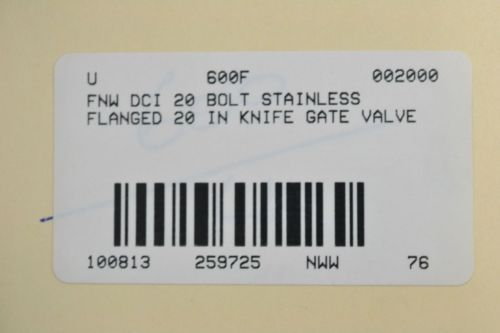 U 600F 002000
FNW DCI 20 BOLT STAINLESS
FLANGED 20 IN KNIFE GATE VALVE
100813 259725 NWW 76